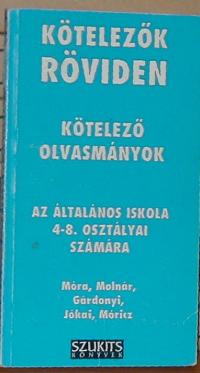 KÖTELEZŐK
RÖVIDEN
KÖTELEZŐ
OLVASMÁNYOK
AZ ÁLTALÁNOS ISKOLA
4-8. OSZTÁLYAI
SZÁMÁRA
Móra, Molnár,
Gárdonyi,
Jókai, Móricz
SZUKITS
KÖNYVEK